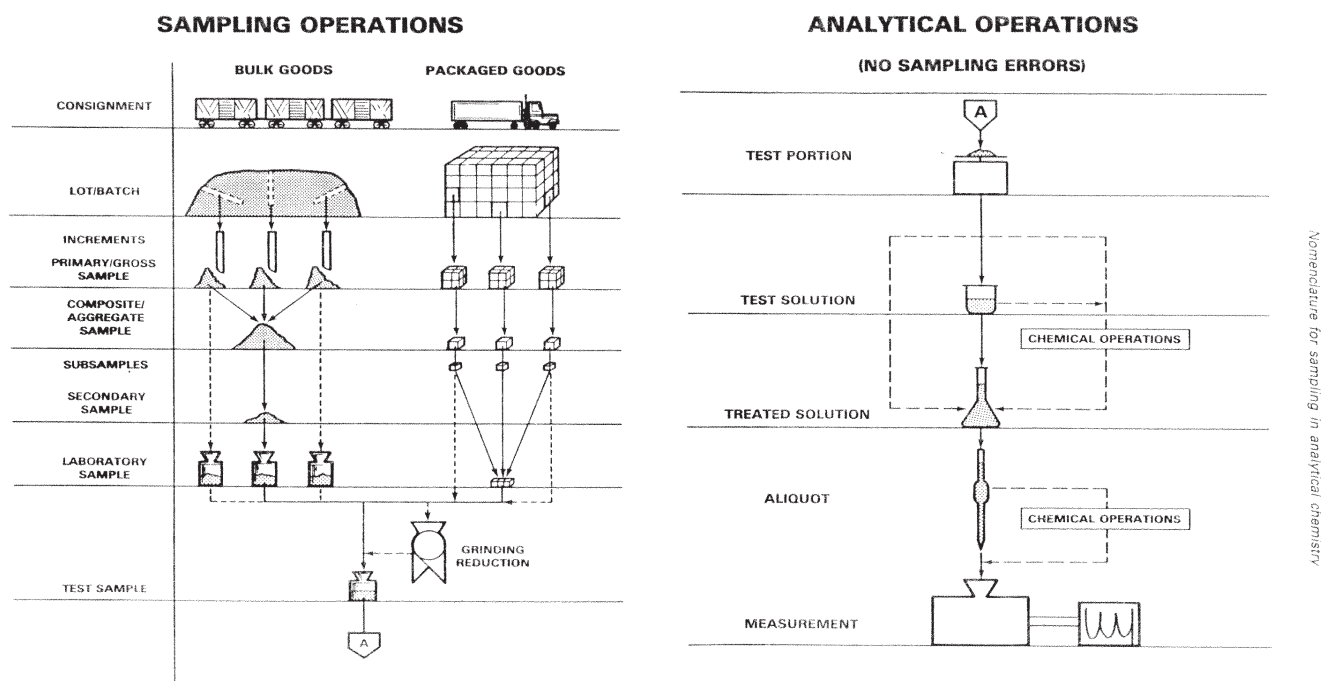 SAMPLING OPERATIONS
BULK GOODS
PACKAGED GOODS
CONSIGNMENT
LOT/BATCH
INCREMENTS
PRIMARY/GROSS
SAMPLE
COMPOSITE/
AGGREGATE
SAMPLE
SUBSAMPLES
SECONDARY
SAMPLE
LABORATORY
SAMPLE
GRINDING
REDUCTION
TEST SAMPLE
A
ANALYTICAL OPERATIONS
(NO SAMPLING ERRORS)
A
TEST PORTION
TEST SOLUTION
CHEMICAL OPERATIONS
TREATED SOLUTION
ALIQUOT
CHEMICAL OPERATIONS
MEASUREMENT
Nomenclature for sampling in analytical chemistry